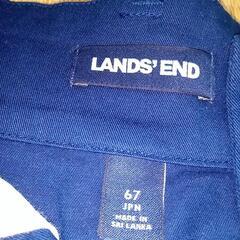 LANDS' END
67
JPN
MADE IN
SRI LANKA